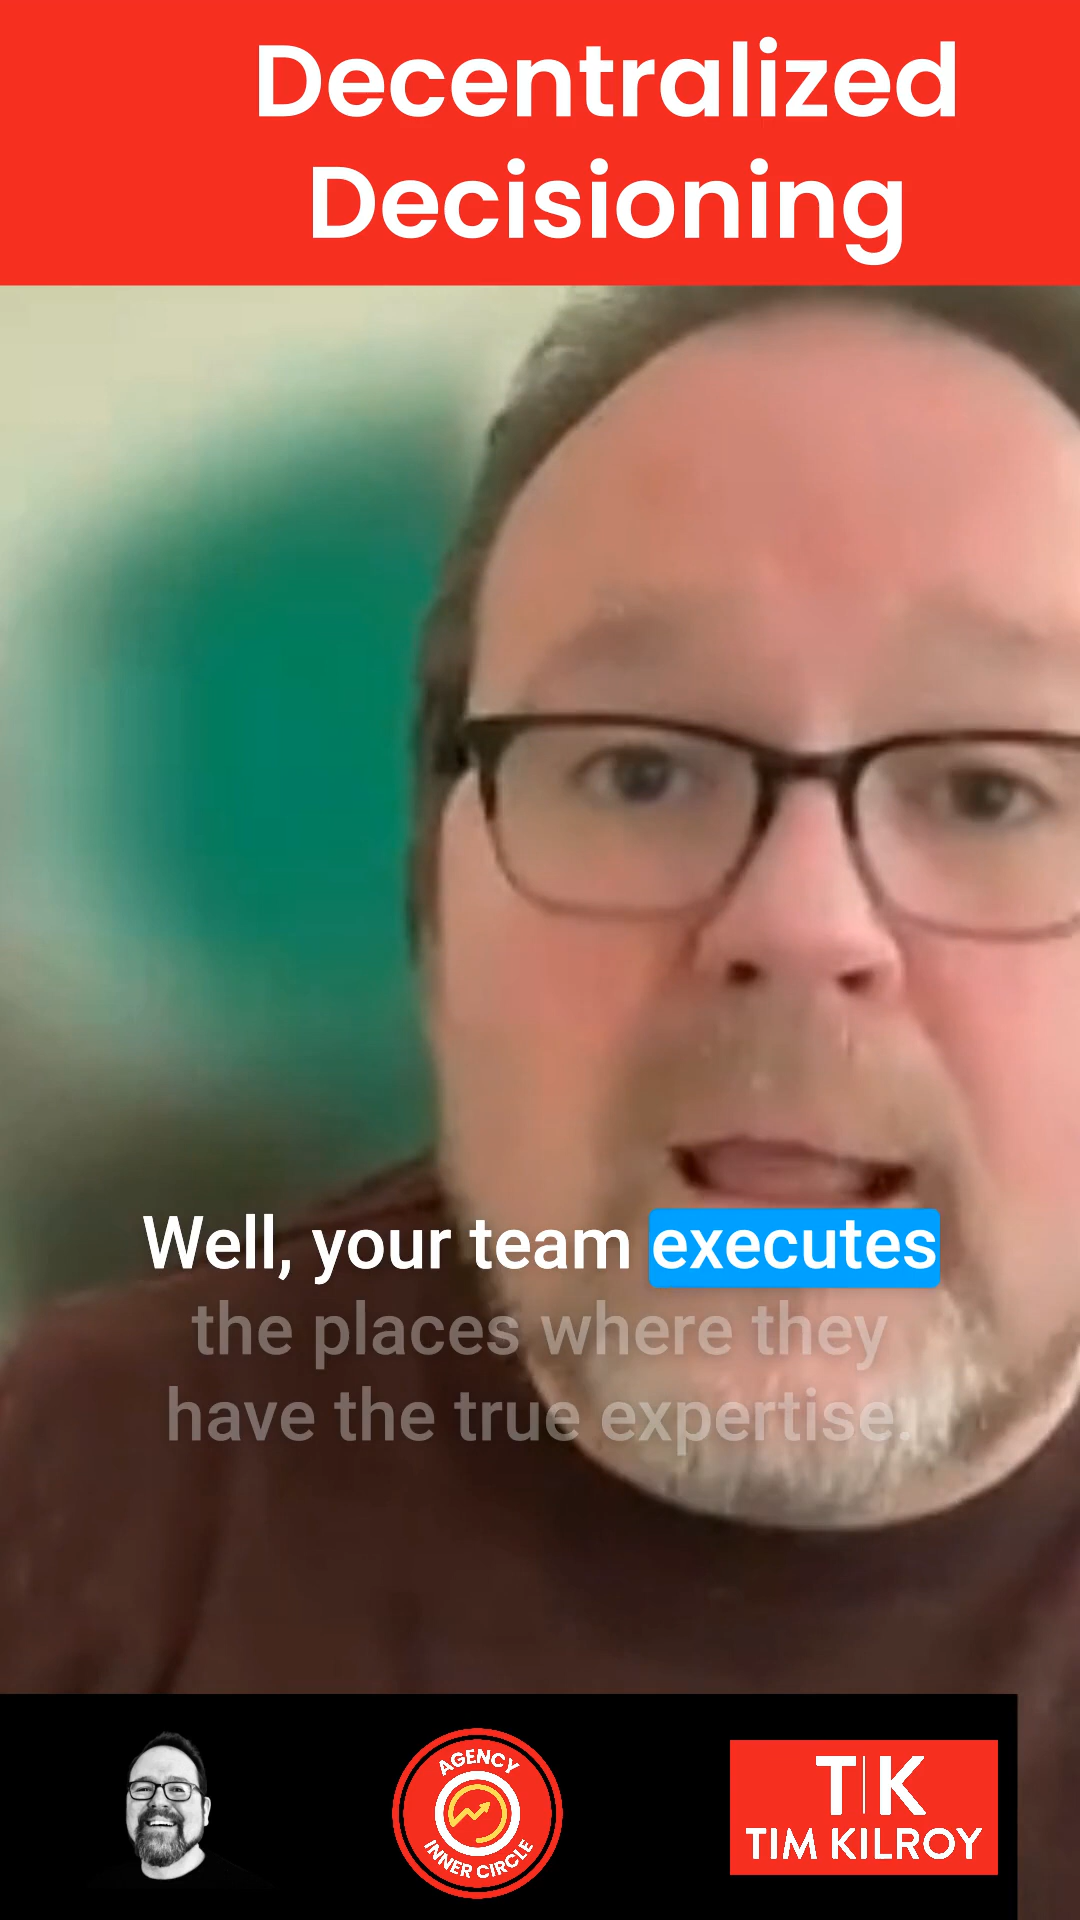 Decentralized
Decisioning
Well, your team executes
the places where they
have the true expertise.
AGENCY
INNER CIRCLE
T|K
TIM KILROY